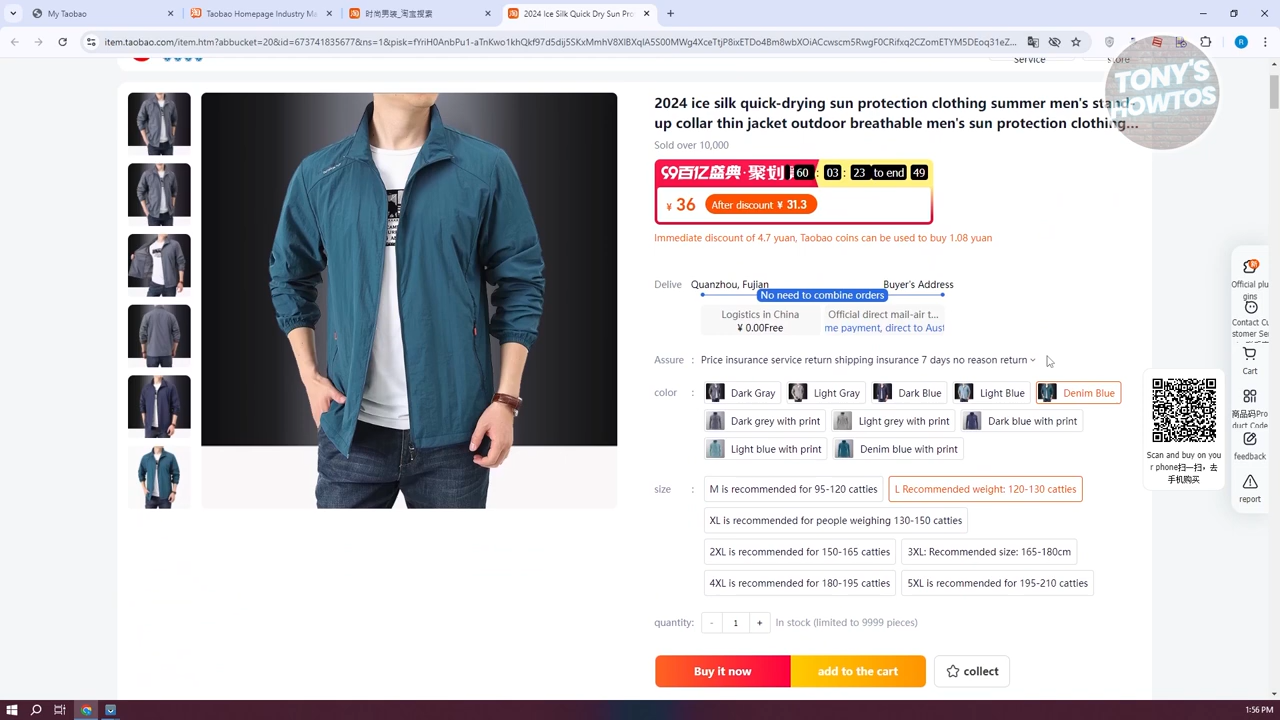 My Taobao
Taobao Homepage Industry Ma
时尚男装_淘宝搜索
2024 Ice Silk Quick Dry Sun Pro
item.taobao.com/item.htm?abbucket=20&id=673741835677&ns=1&pisk=
R
service
store
TONY'S
HOWTOS
2024 ice silk quick-drying sun protection clothing summer men's stand-
up collar thin jacket outdoor breathable men's sun protection clothing...
Sold over 10,000
99百亿盛典·聚划 60 : 03 : 23 to end 49
¥ 36 After discount ¥ 31.3
Immediate discount of 4.7 yuan, Taobao coins can be used to buy 1.08 yuan
Delive Quanzhou, Fujian Buyer's Address
No need to combine orders
Logistics in China Official direct mail-air t...
¥ 0.00Free me payment, direct to Aust
Assure : Price insurance service return shipping insurance 7 days no reason return
color : Dark Gray Light Gray Dark Blue Light Blue Denim Blue
Dark grey with print Light grey with print Dark blue with print
Light blue with print Denim blue with print
size : M is recommended for 95-120 catties L Recommended weight: 120-130 catties
XL is recommended for people weighing 130-150 catties
2XL is recommended for 150-165 catties 3XL: Recommended size: 165-180cm
4XL is recommended for 180-195 catties 5XL is recommended for 195-210 catties
quantity: - 1 + In stock (limited to 9999 pieces)
Buy it now add to the cart collect
Official plu
gins
Contact Cu
stomer Se
Cart
商品码Pro
duct Code
feedback
report
Scan and buy on you
r phone扫一扫，去
手机购买
1:56 PM